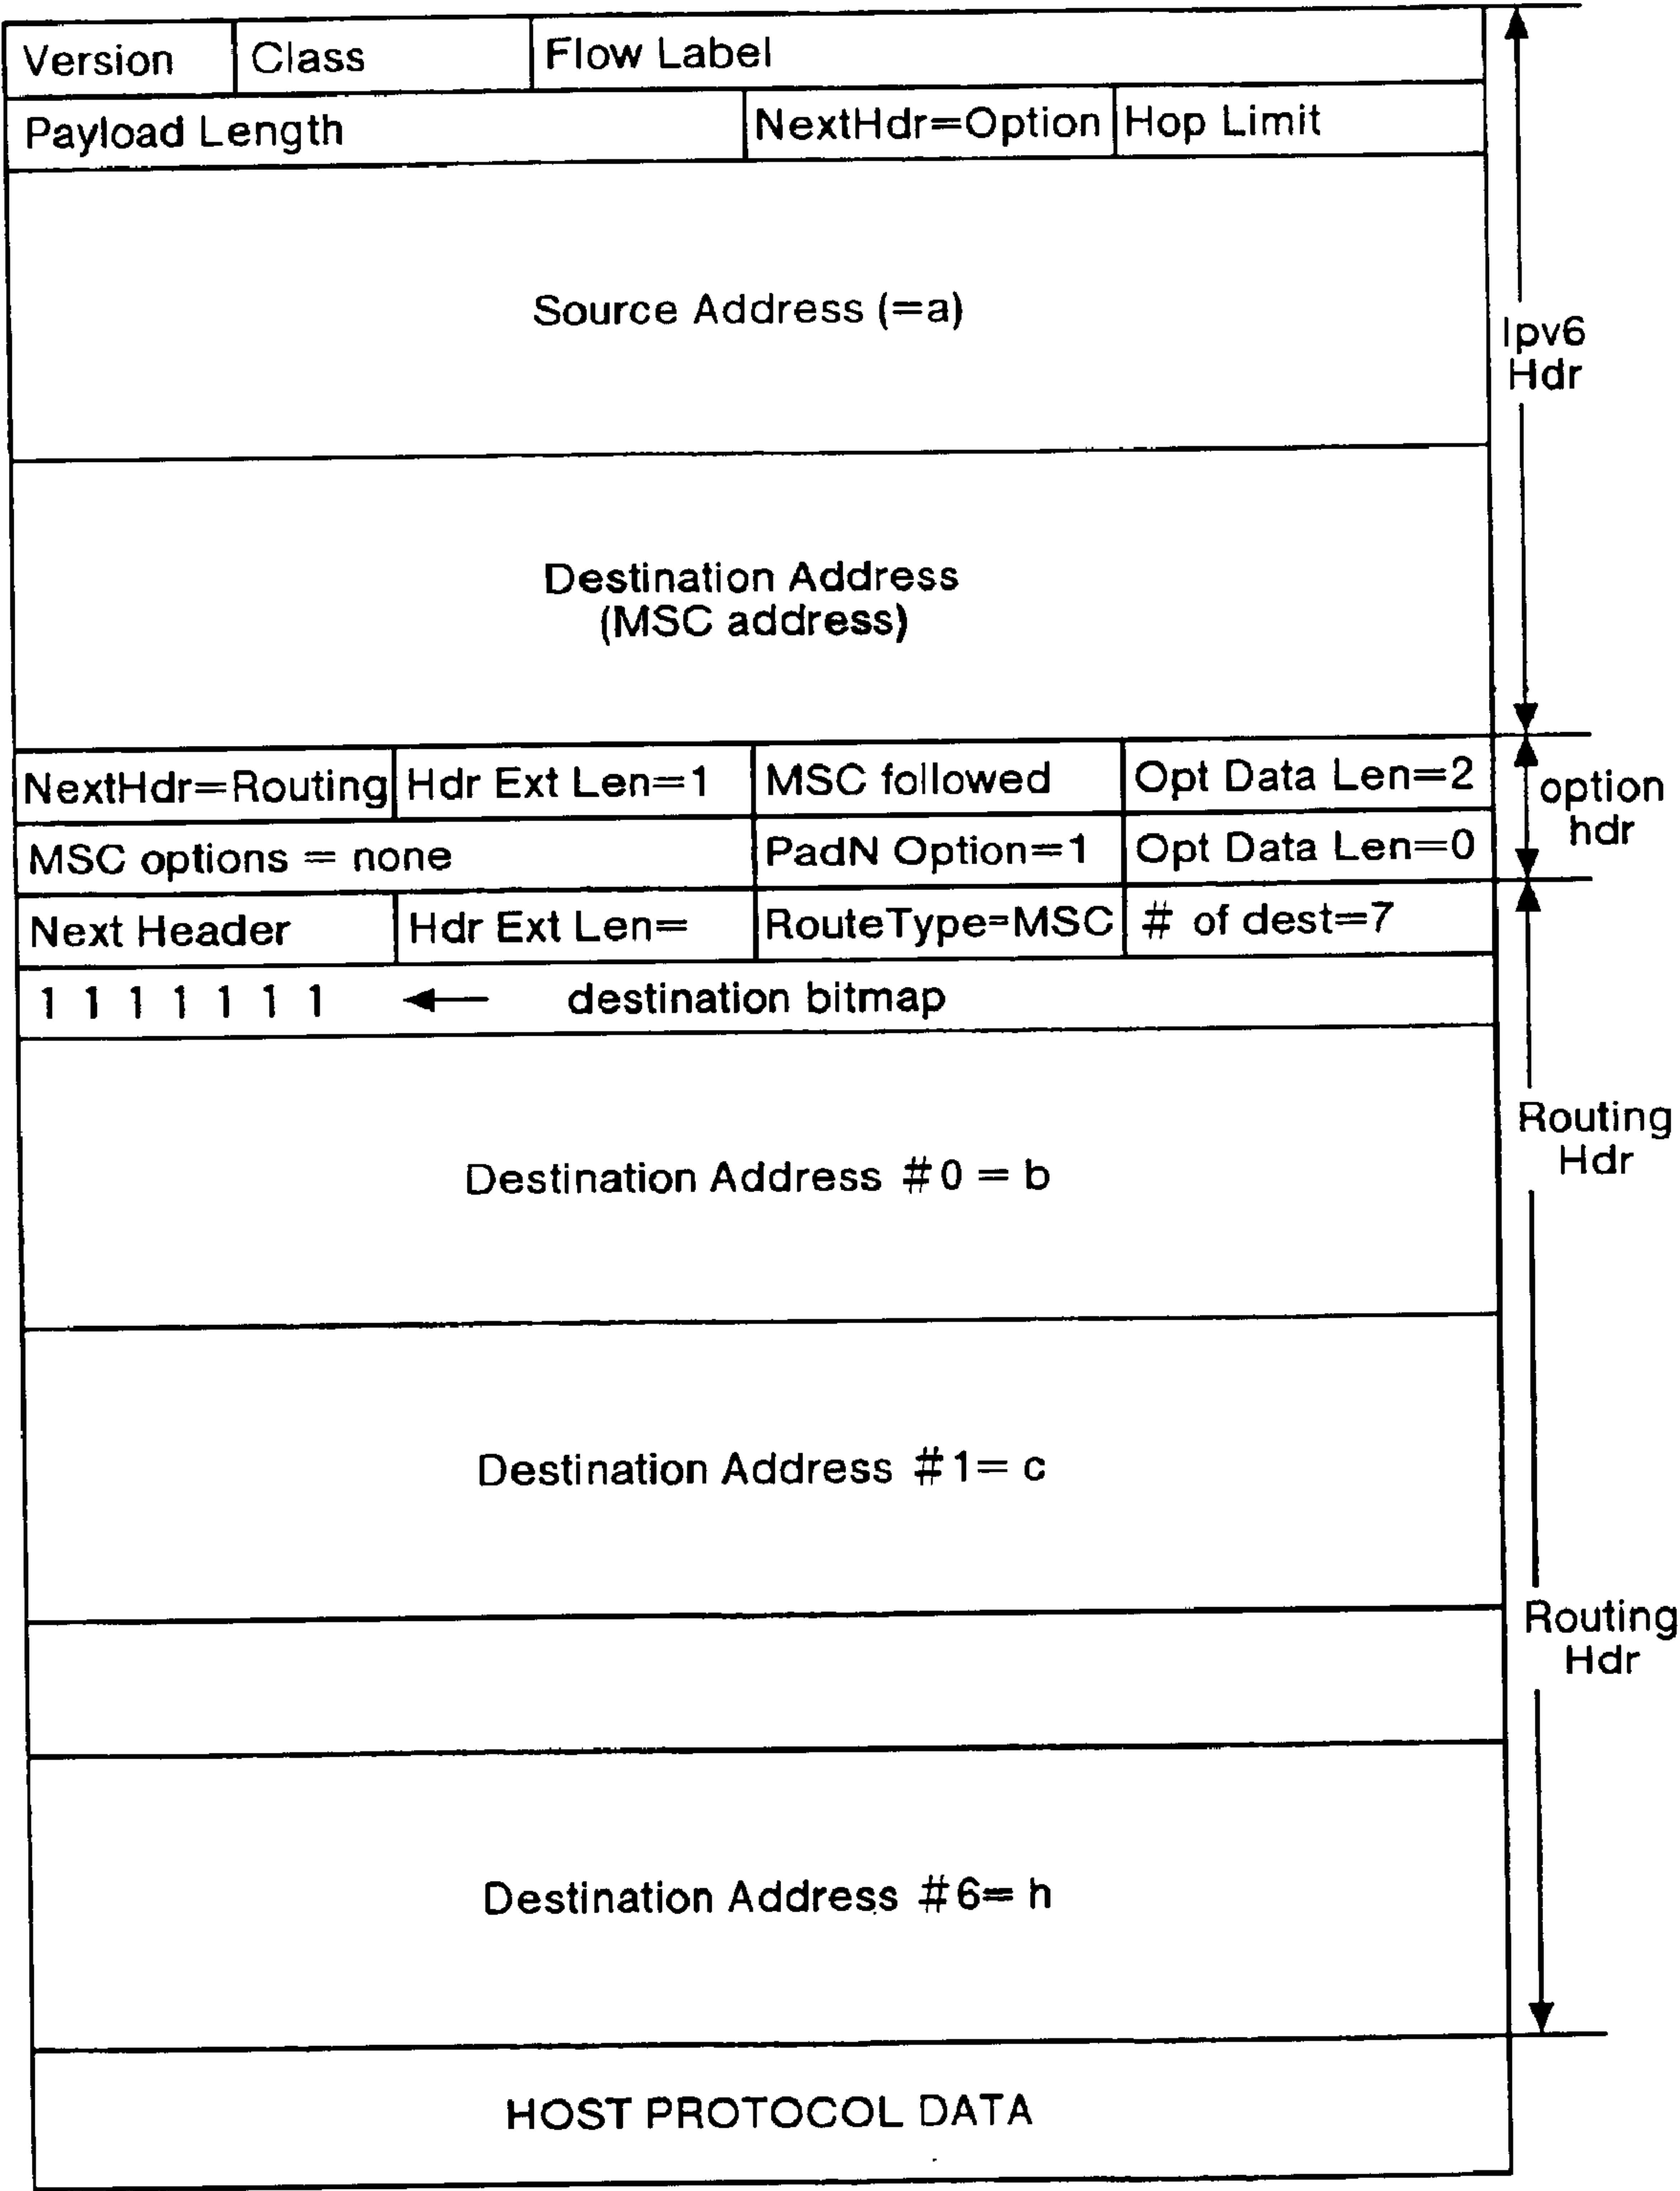 Version
Class
Flow Label
Payload Length
NextHdr=Option
Hop Limit
Source Address (=a)
Ipv6
Hdr
Destination Address
(MSC address)
NextHdr=Routing
Hdr Ext Len=1
MSC followed
Opt Data Len=2
option
hdr
MSC options = none
PadN Option=1
Opt Data Len=0
Next Header
Hdr Ext Len=
RouteType=MSC
# of dest=7
1 1 1 1 1 1 1 ← destination bitmap
Destination Address #0 = b
Routing
Hdr
Destination Address #1= c
Routing
Hdr
Destination Address #6= h
HOST PROTOCOL DATA